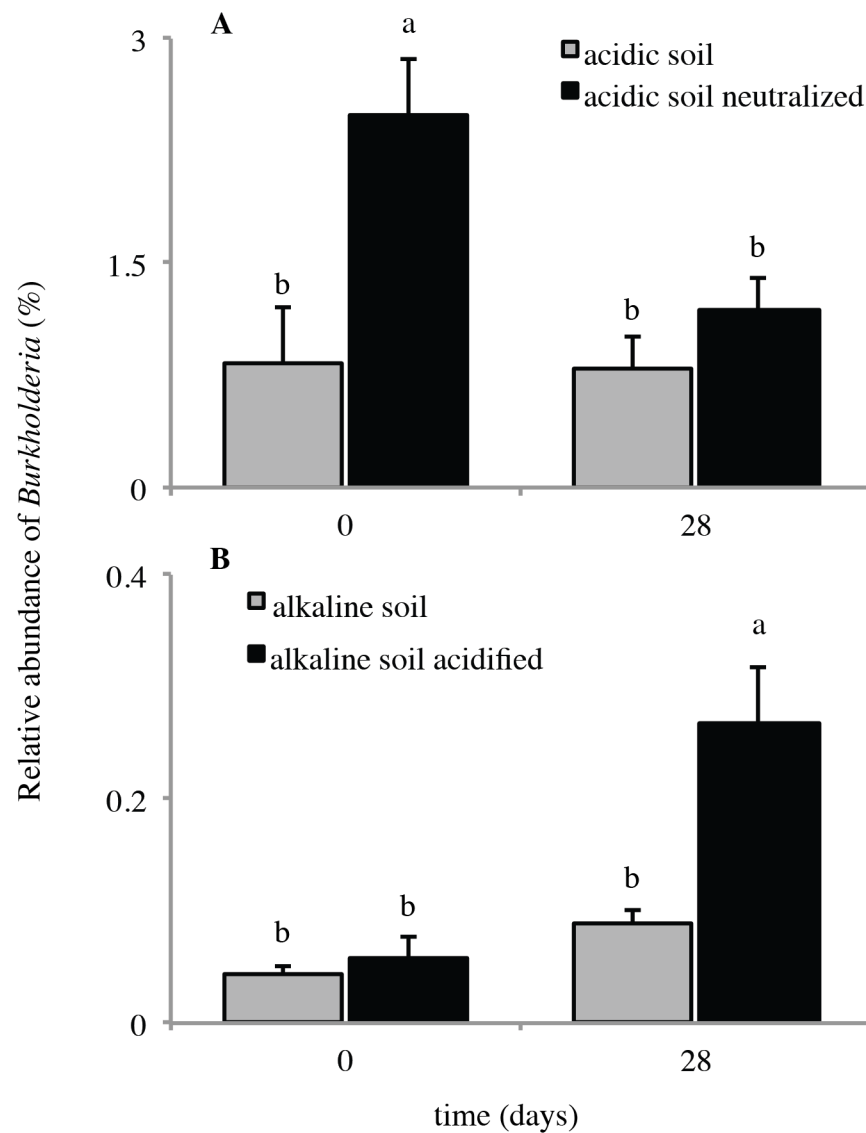 A
a
3
acidic soil
acidic soil neutralized
b
b
b
1.5
0
0
28
Relative abundance of Burkholderia (%)
B
0.4
alkaline soil
alkaline soil acidified
a
b
b
b
0.2
0
0
28
time (days)